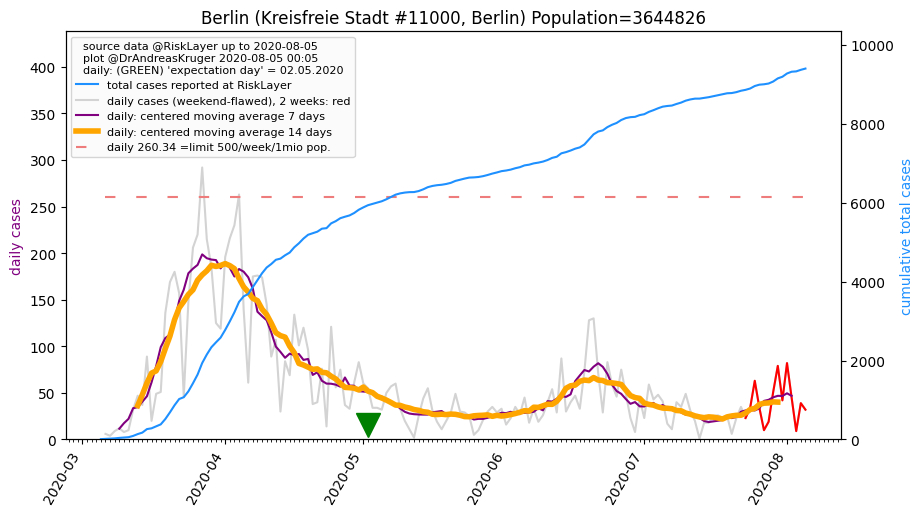 Berlin (Kreisfreie Stadt #11000, Berlin) Population=3644826
source data @RiskLayer up to 2020-08-05
plot @DrAndreasKruger 2020-08-05 00:05
daily: (GREEN) 'expectation day' = 02.05.2020
total cases reported at RiskLayer
daily cases (weekend-flawed), 2 weeks: red
daily: centered moving average 7 days
daily: centered moving average 14 days
daily 260.34 =limit 500/week/1mio pop.
daily cases
400
350
300
250
200
150
100
50
0
10000
8000
6000
4000
2000
0
cumulative total cases
2020-03
2020-04
2020-05
2020-06
2020-07
2020-08